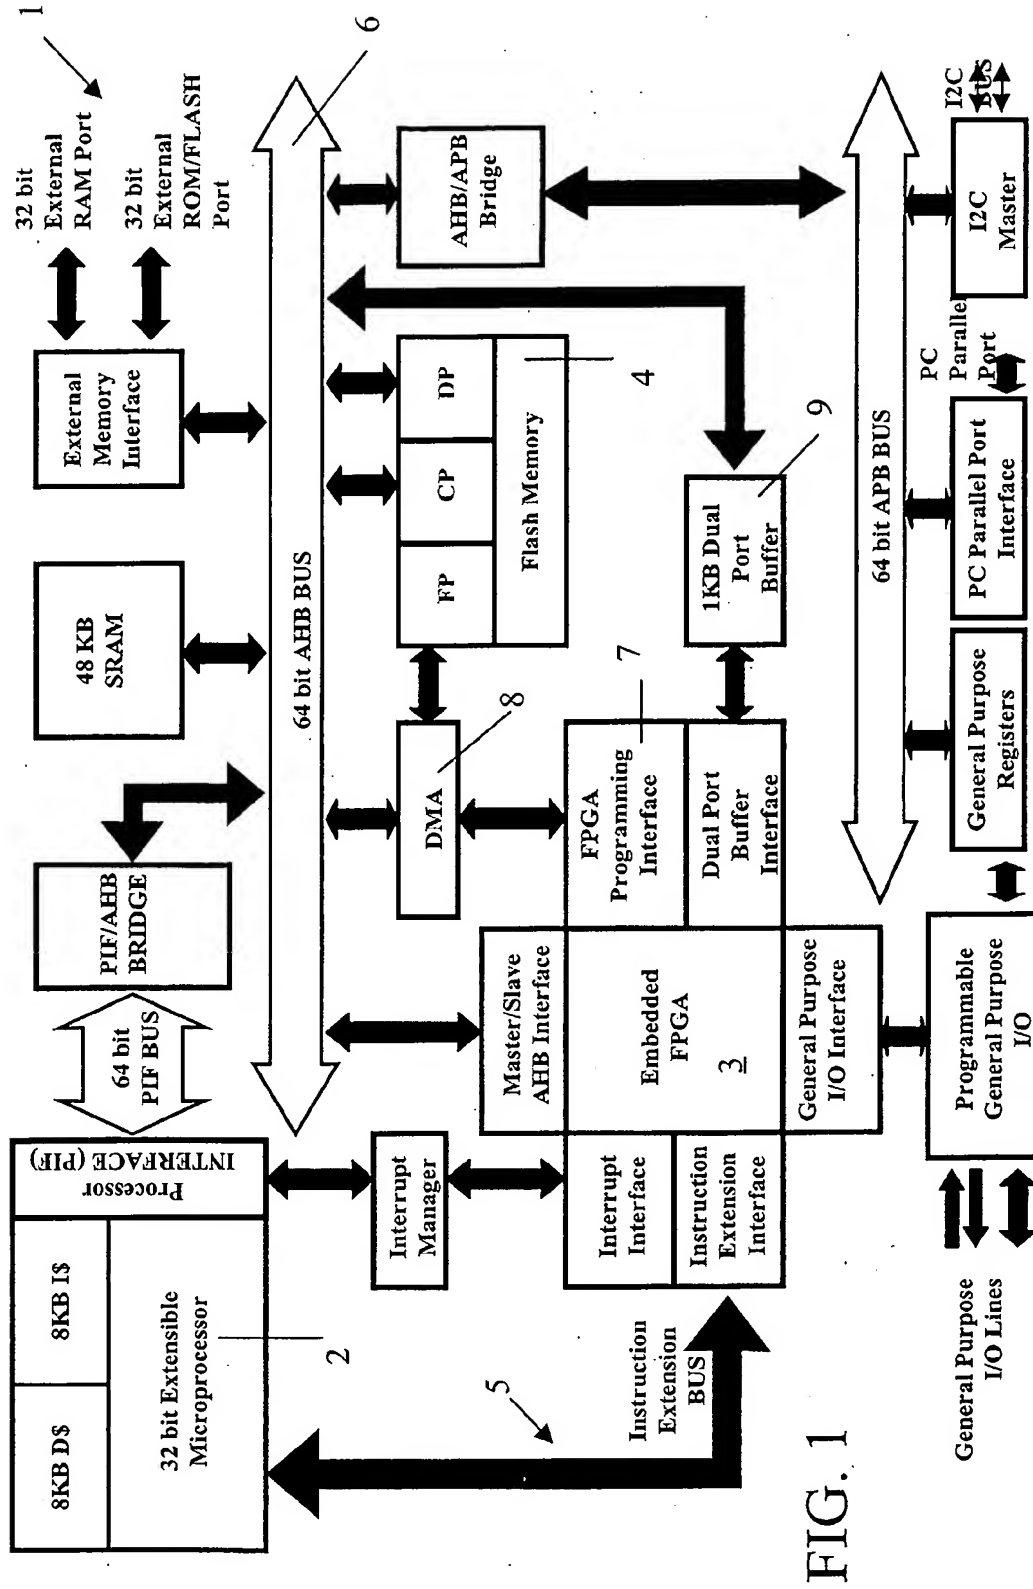 1
32 bit
External
RAM Port
32 bit
External
ROM/FLASH
Port
External
Memory
Interface
48 KB
SRAM
PIF/AHB
BRIDGE
64 bit
PIF BUS
Processor
INTERFACE (PIF)
8KB I$
8KB D$
32 bit Extensible
Microprocessor
2
6
64 bit AHB BUS
AHB/APB
Bridge
FP
CP
DP
Flash Memory
4
DMA
8
Interrupt
Manager
Master/Slave
AHB Interface
FPGA
Programming
Interface
7
Dual Port
Buffer
Interface
1KB Dual
Port
Buffer
9
Embedded
FPGA
3
Interrupt
Interface
Instruction
Extension
Interface
General Purpose
I/O Interface
5
Instruction
Extension
BUS
64 bit APB BUS
I2C
BUS
I2C
Master
PC
Parallel
Port
PC Parallel Port
Interface
General Purpose
Registers
Programmable
General Purpose
I/O
General Purpose
I/O Lines
FIG. 1